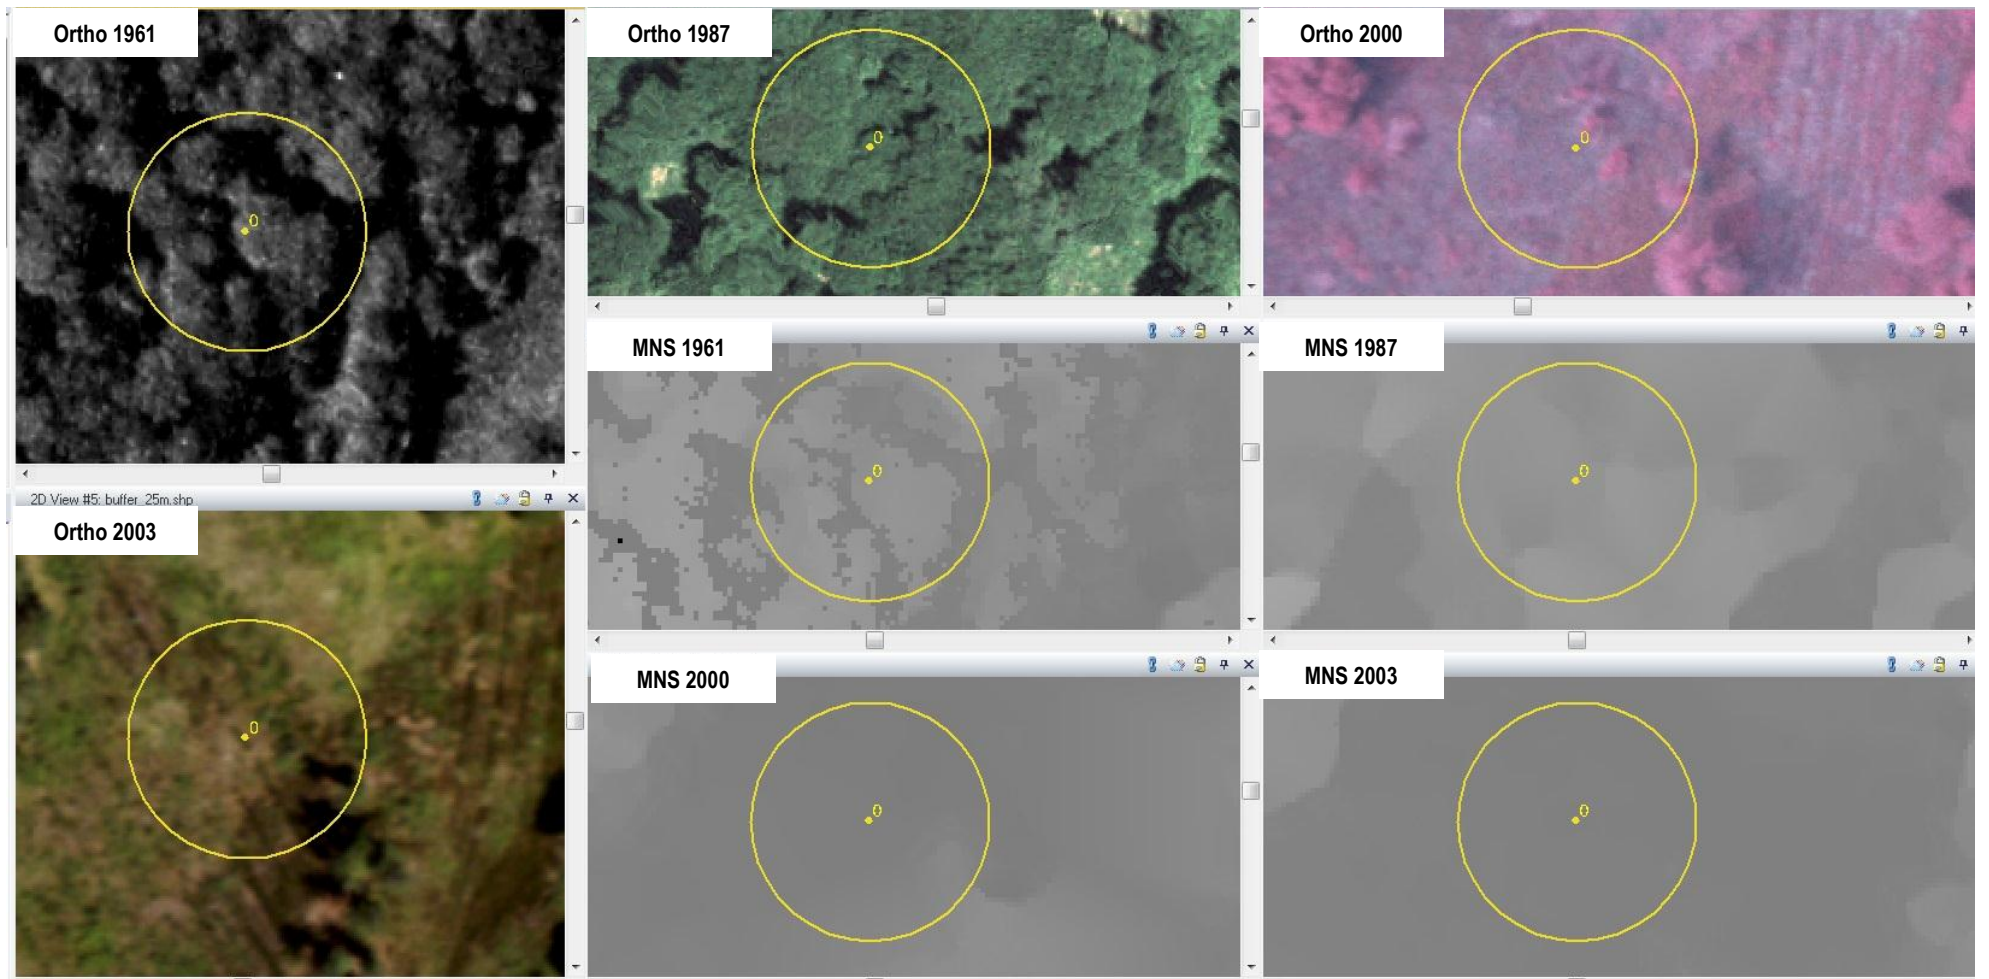 Ortho 1961
Ortho 1987
Ortho 2000
0
0
0
MNS 1961
MNS 1987
0
0
2D View #5: buffer_25m.shp
Ortho 2003
MNS 2000
MNS 2003
0
0
0